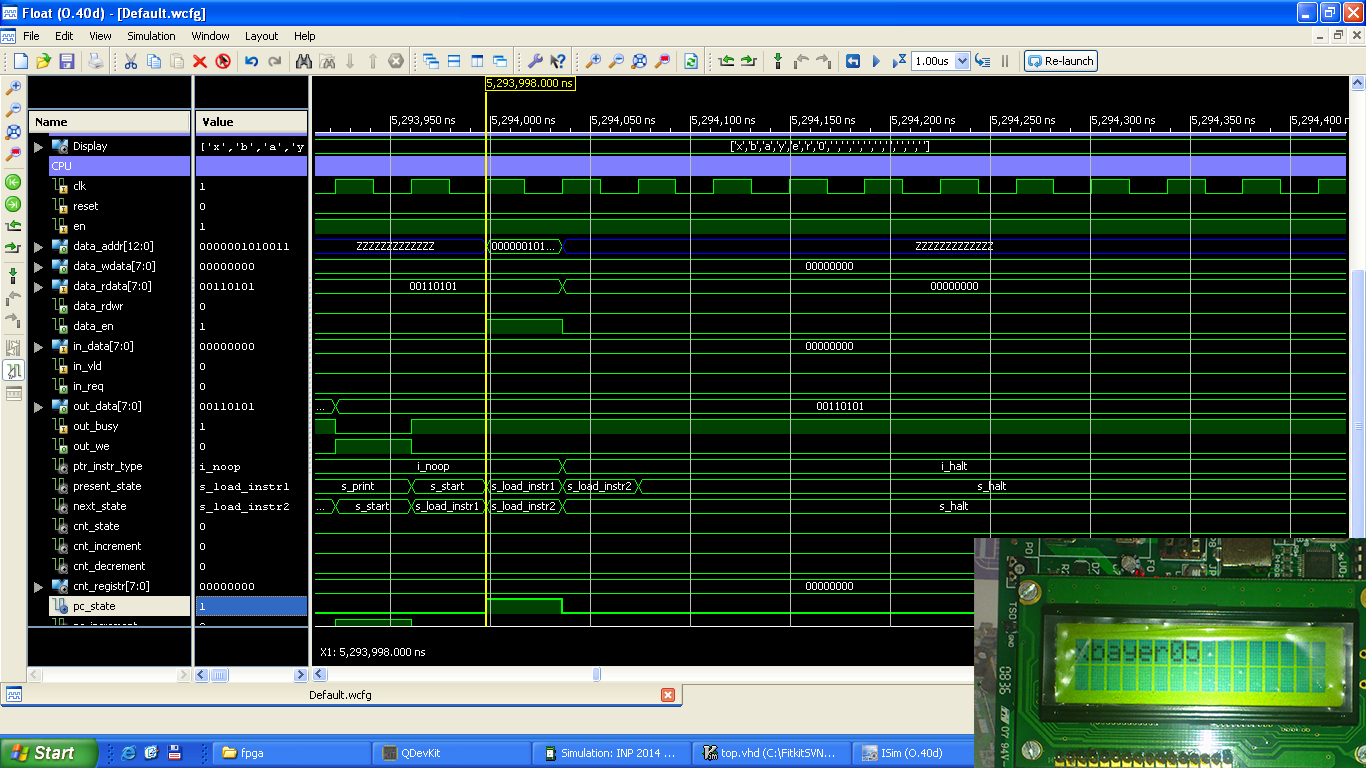 Float (O.40d) - [Default.wcfg]
File Edit View Simulation Window Layout Help
1.00us Re-launch
5,293,998.000 ns
Name Value
5,293,950 ns 5,294,000 ns 5,294,050 ns 5,294,100 ns 5,294,150 ns 5,294,200 ns 5,294,250 ns 5,294,300 ns 5,294,350 ns 5,294,400 n
Display ['x','b','a','y ['x','b','a','y','e','r','0',' ',' ',' ',' ',' ',' ',' ',' ',' ']
CPU
clk 1
reset 0
en 1
data_addr[12:0] 0000001010011 ZZZZZZZZZZZZZ 000000101... ZZZZZZZZZZZZZ
data_wdata[7:0] 00000000 00000000
data_rdata[7:0] 00110101 00110101 00000000
data_rdwr 0
data_en 1
in_data[7:0] 00000000 00000000
in_vld 0
in_req 0
out_data[7:0] 00110101 ... 00110101
out_busy 1
out_we 0
ptr_instr_type i_noop i_noop i_halt
present_state s_load_instr1 s_print s_start s_load_instr1 s_load_instr2 s_halt
next_state s_load_instr2 ... s_start s_load_instr1 s_load_instr2 s_halt
cnt_state 0
cnt_increment 0
cnt_decrement 0
cnt_registr[7:0] 00000000 00000000
pc_state 1
X1: 5,293,998.000 ns
Default.wcfg
xbayer05
Start fpga QDevKit Simulation: INP 2014 ... top.vhd (C:\FitkitSVN... ISim (O.40d)